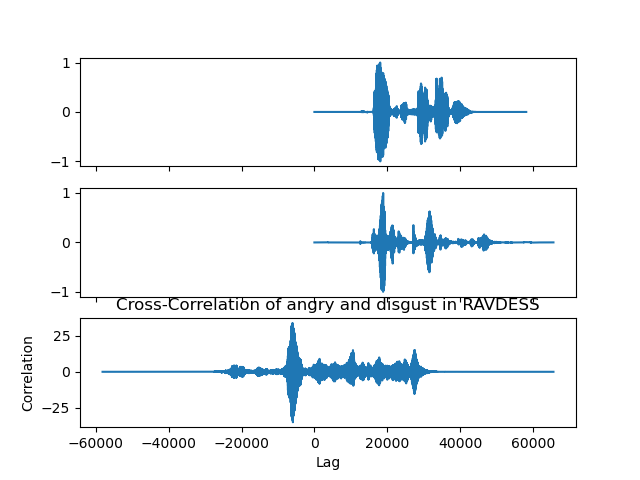 1
0
−1
1
0
−1
Cross-Correlation of angry and disgust in RAVDESS
25
0
−25
Correlation
−60000 −40000 −20000 0 20000 40000 60000
Lag